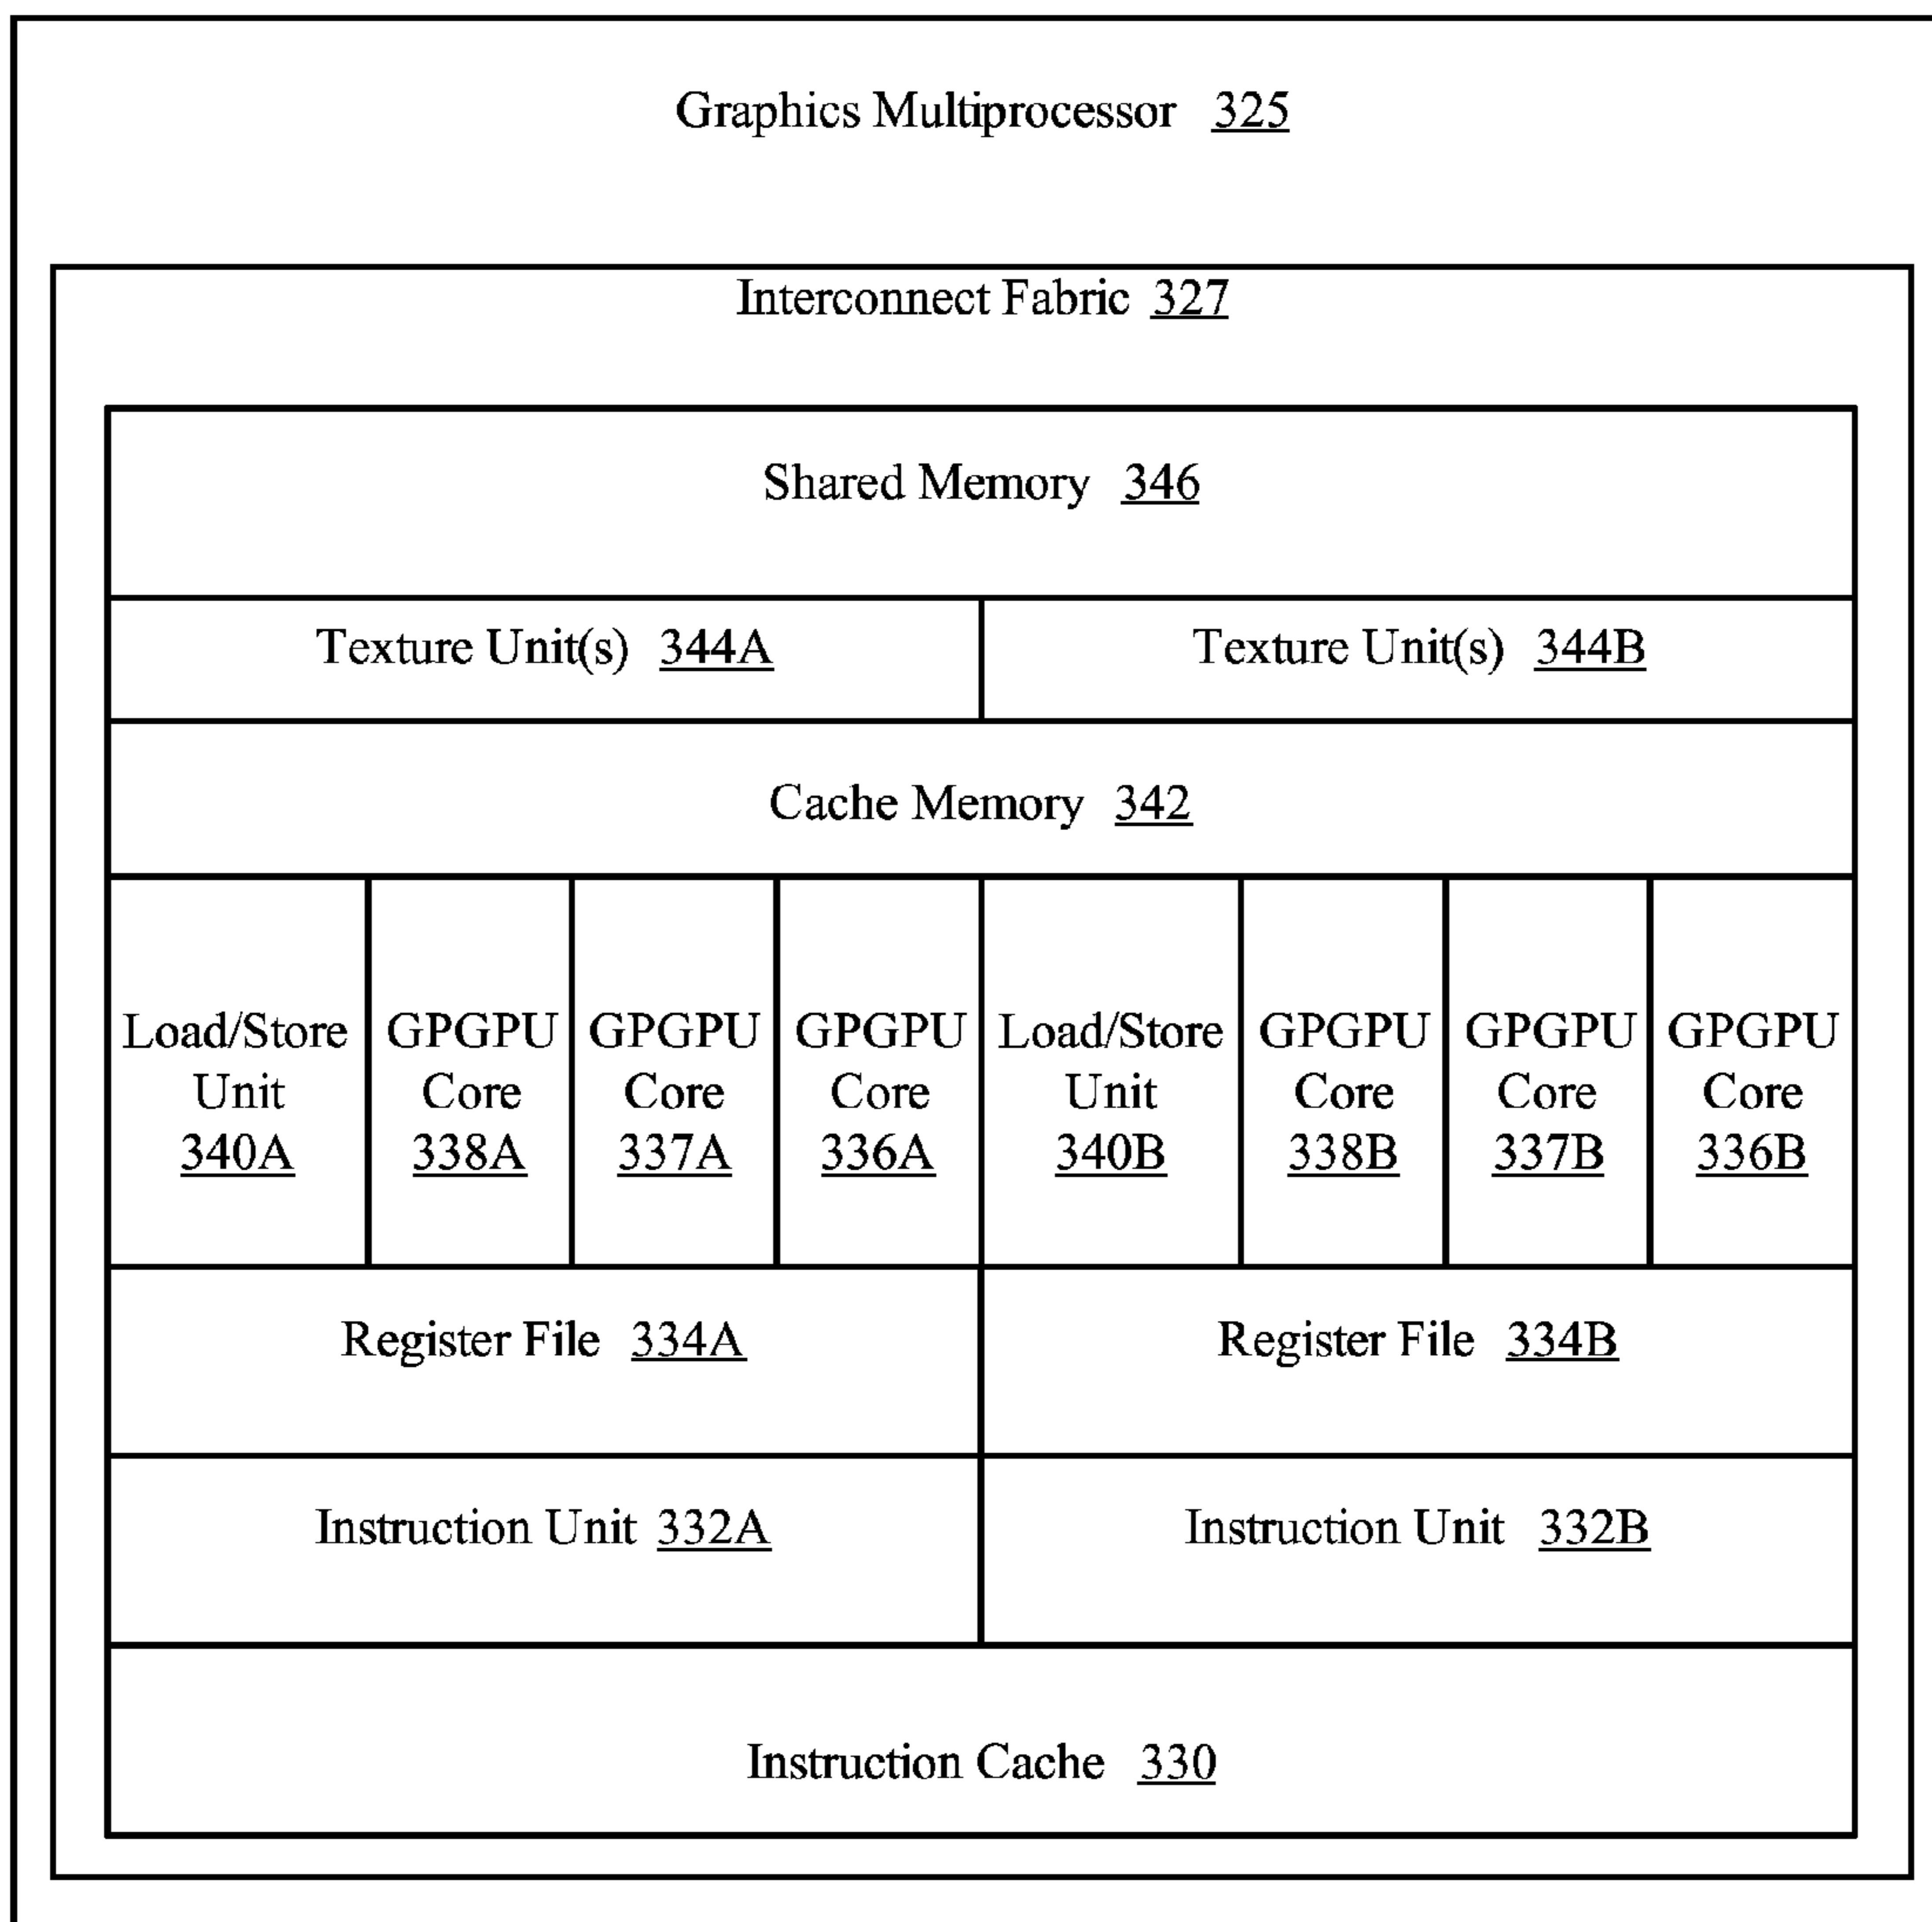 Graphics Multiprocessor 325
Interconnect Fabric 327
Shared Memory 346
Texture Unit(s) 344A
Texture Unit(s) 344B
Cache Memory 342
Load/Store
Unit
340A
GPGPU
Core
338A
GPGPU
Core
337A
GPGPU
Core
336A
Load/Store
Unit
340B
GPGPU
Core
338B
GPGPU
Core
337B
GPGPU
Core
336B
Register File 334A
Register File 334B
Instruction Unit 332A
Instruction Unit 332B
Instruction Cache 330